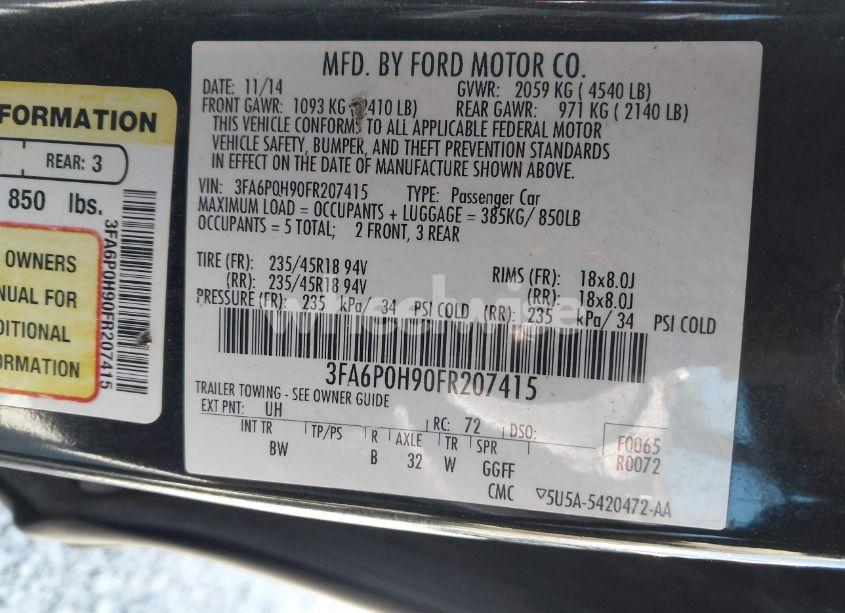 FORMATION
REAR: 3
850 lbs.
OWNERS
NUAL FOR
DITIONAL
ORMATION
3FA6P0H90FR207415
MFD. BY FORD MOTOR CO.
DATE: 11/14 GVWR: 2059 KG ( 4540 LB)
FRONT GAWR: 1093 KG ( 2410 LB) REAR GAWR: 971 KG ( 2140 LB)
THIS VEHICLE CONFORMS TO ALL APPLICABLE FEDERAL MOTOR
VEHICLE SAFETY, BUMPER, AND THEFT PREVENTION STANDARDS
IN EFFECT ON THE DATE OF MANUFACTURE SHOWN ABOVE.
VIN: 3FA6P0H90FR207415 TYPE: Passenger Car
MAXIMUM LOAD = OCCUPANTS + LUGGAGE = 385KG/ 850LB
OCCUPANTS = 5 TOTAL; 2 FRONT, 3 REAR
TIRE (FR): 235/45R18 94V RIMS (FR): 18x8.0J
(RR): 235/45R18 94V (RR): 18x8.0J
PRESSURE (FR): 235 kPa/ 34 PSI COLD (RR): 235 kPa/ 34 PSI COLD
wheelwise
3FA6P0H90FR207415
TRAILER TOWING - SEE OWNER GUIDE
EXT PNT: UH RC: 72 DSO: F0065
INT TR TP/PS R AXLE TR SPR R0072
BW B 32 W GGFF
CMC ▽5U5A-5420472-AA